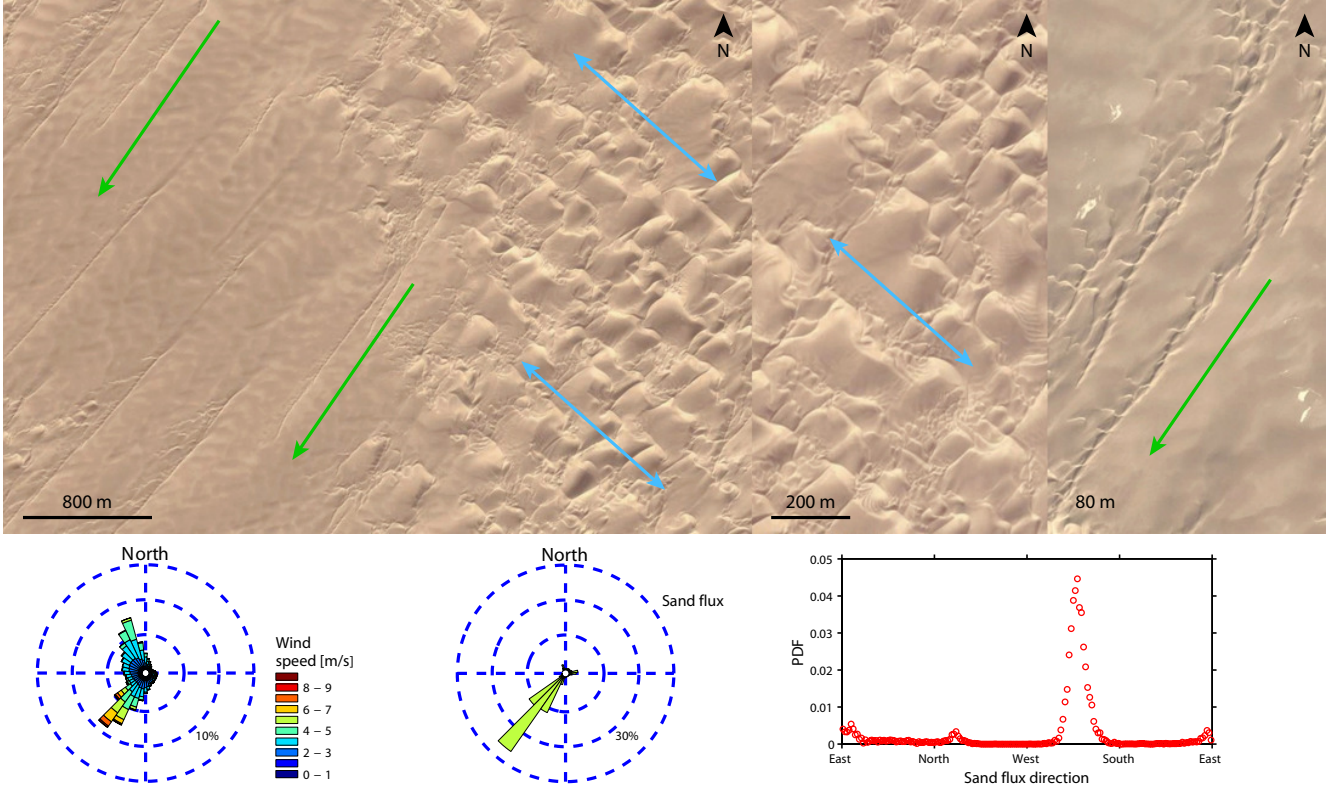 N
N
N
800 m
200 m
80 m
North
10%
Wind
speed [m/s]
8 – 9
6 – 7
4 – 5
2 – 3
0 – 1
North
Sand flux
30%
0.05
0.04
0.03
0.02
0.01
0
PDF
East
North
West
South
East
Sand flux direction